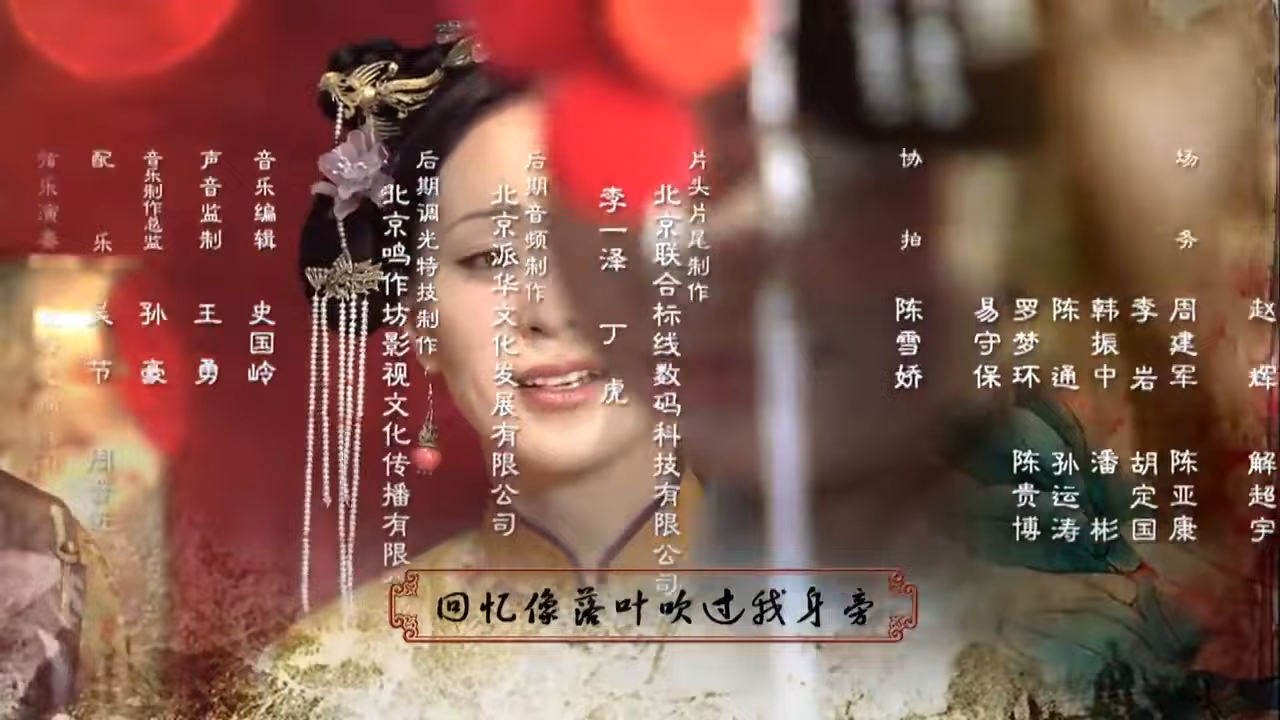 赵辉
解超宇
场务
周建军
陈亚康
李岩
胡定国
韩振中
潘彬
陈通
孙运涛
罗梦环
陈贵博
易守保
协拍
陈雪娇
片头片尾制作
北京联合标线数码科技有限公司
李一泽 丁虎
后期音频制作
北京派华文化发展有限公司
后期调光特技制作
北京鸣作坊影视文化传播有限
音乐编辑
史国岭
声音监制
王勇
音乐制作总监
孙豪
配乐
回忆像落叶吹过我身旁